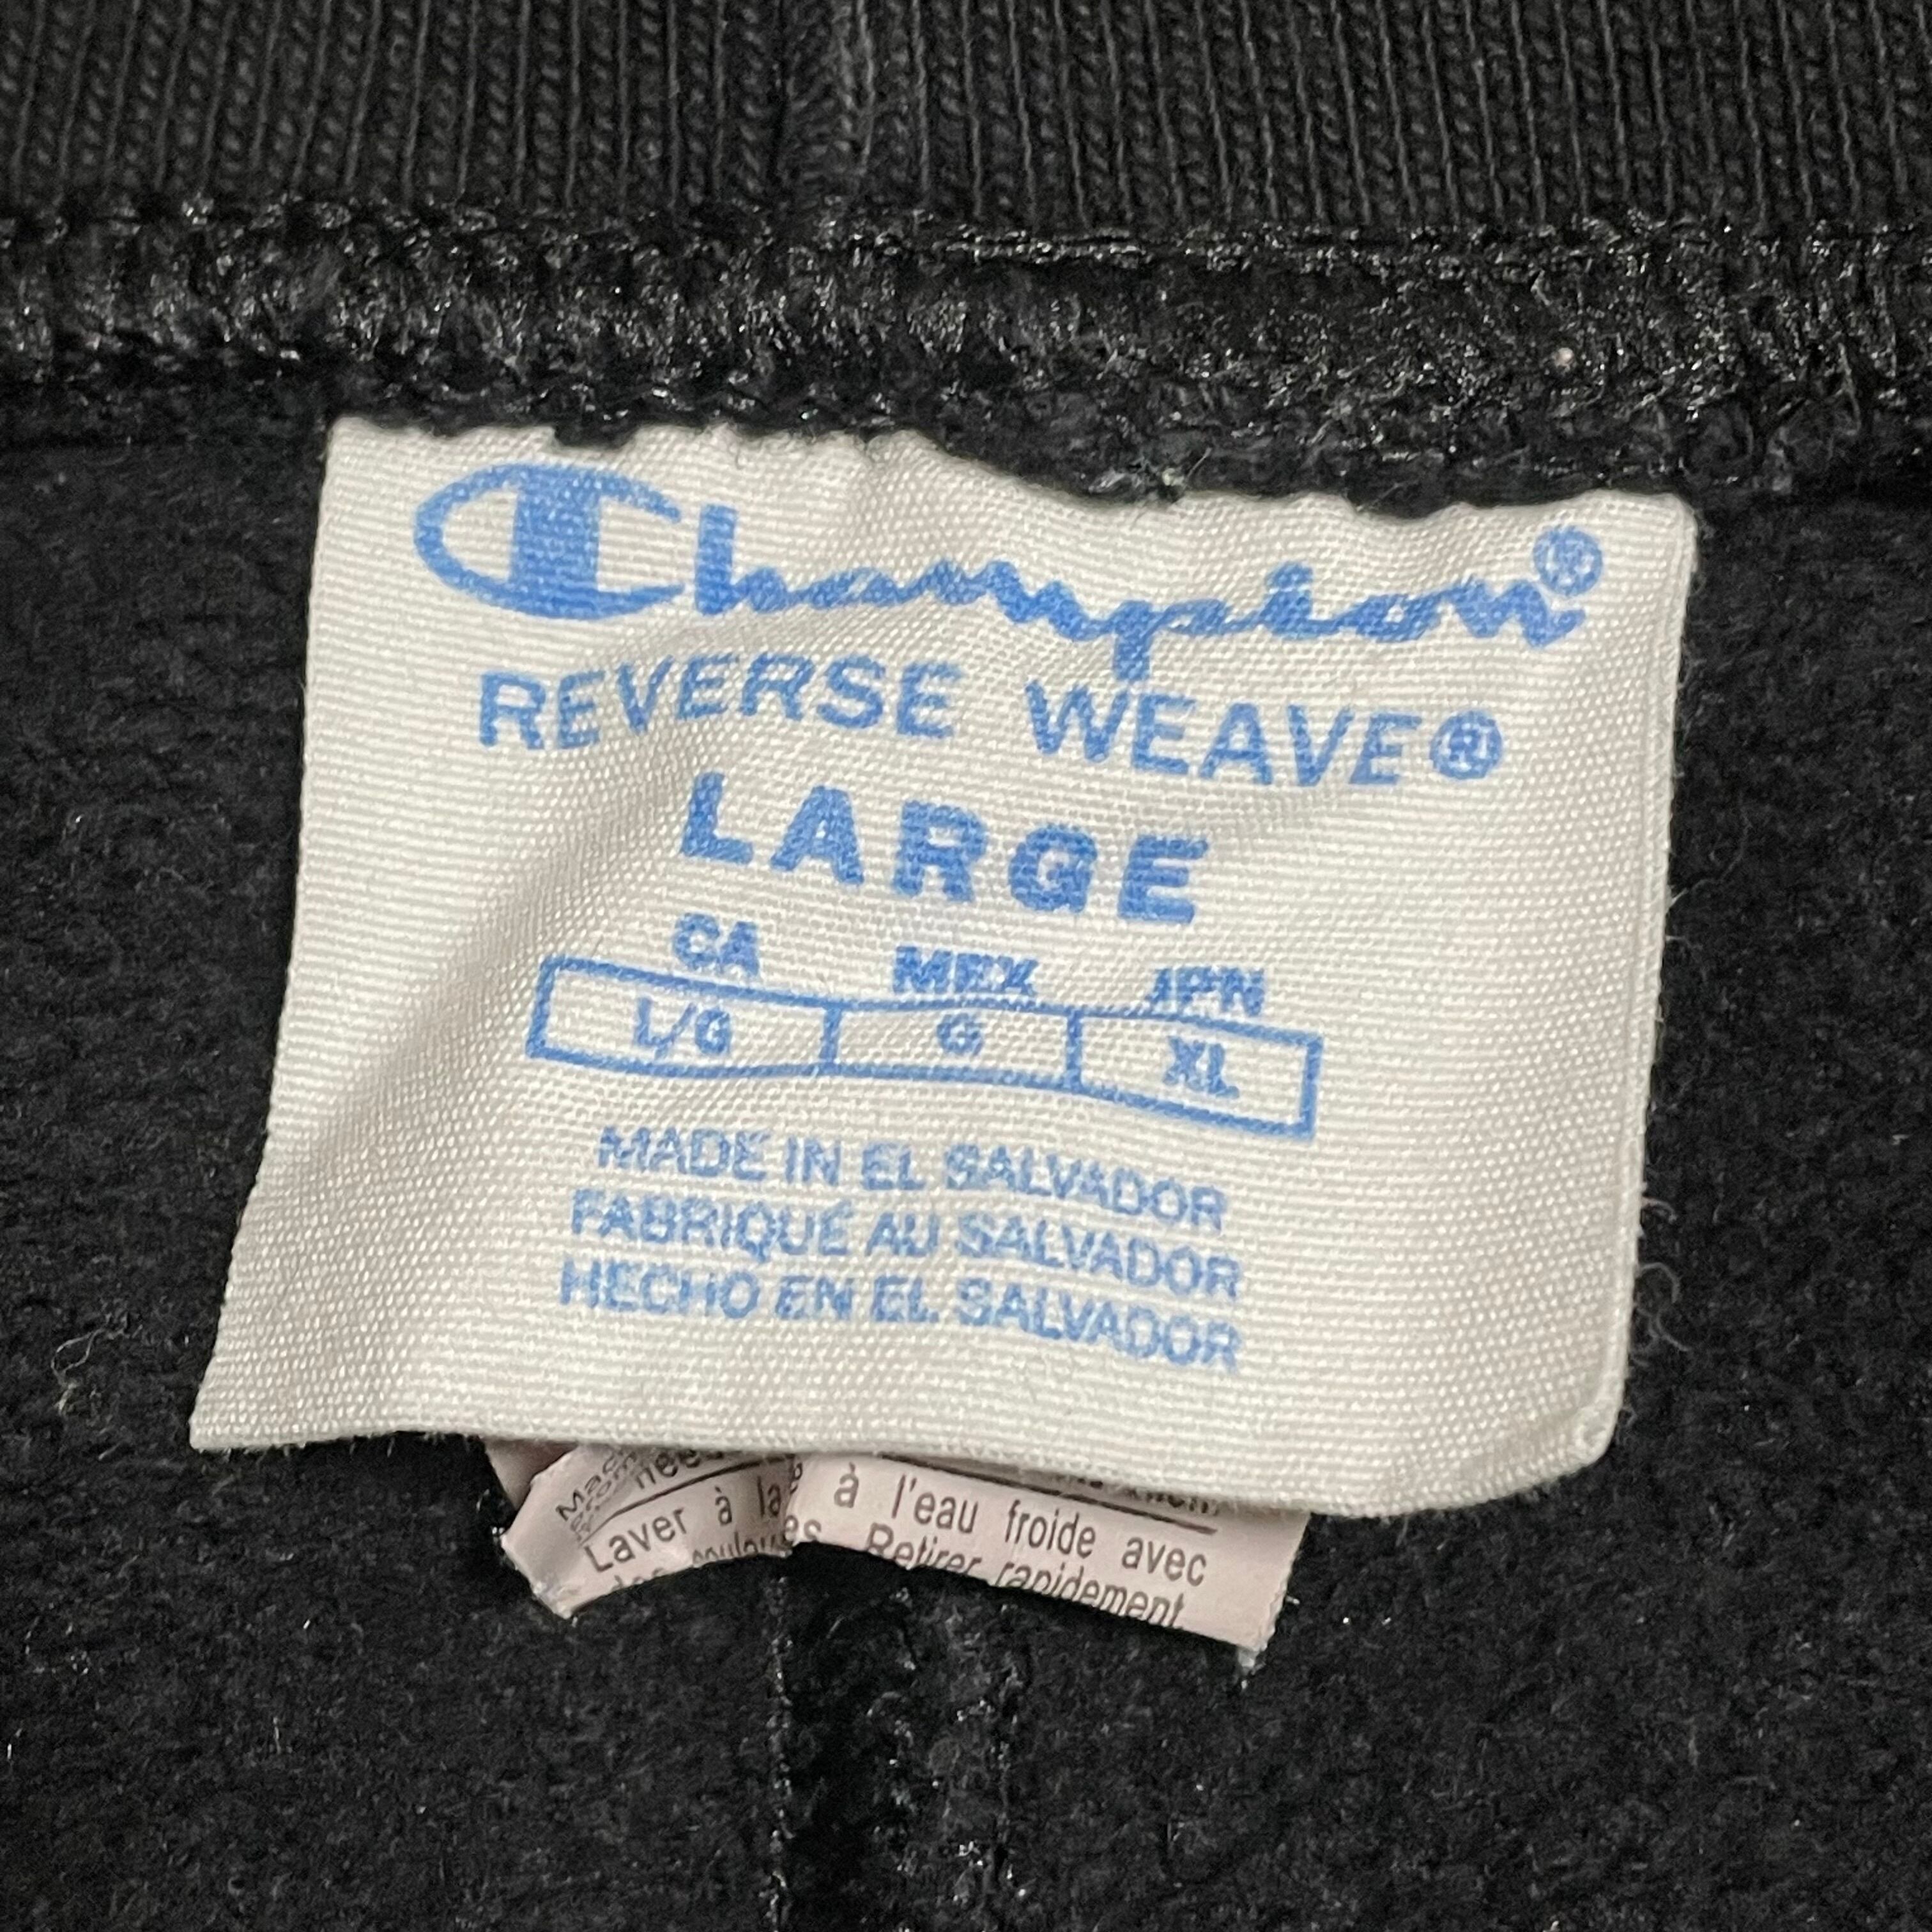 Champion®
REVERSE WEAVE®
LARGE
CA MEX JPN
L/G G XL
MADE IN EL SALVADOR
FABRIQUÉ AU SALVADOR
HECHO EN EL SALVADOR
Laver à la
à l'eau froide avec
Retirer rapidement